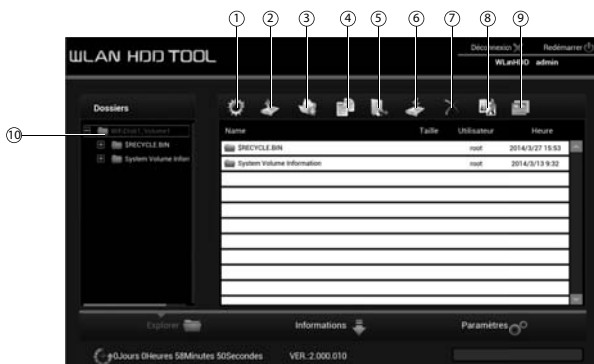 ① ② ③ ④ ⑤ ⑥ ⑦ ⑧ ⑨
WLAN HDD TOOL
Déconnexion Redémarrer
WLanHDD admin
Dossiers
Name Taille Utilisateur Heure
⑩
$RECYCLE.BIN
System Volume Infor
$RECYCLE.BIN root 2014/3/27 15:53
System Volume Information root 2014/3/13 9:32
Explorer Informations Paramètres
0Jours 0Heures 58Minutes 50Secondes VER.:2.000.010